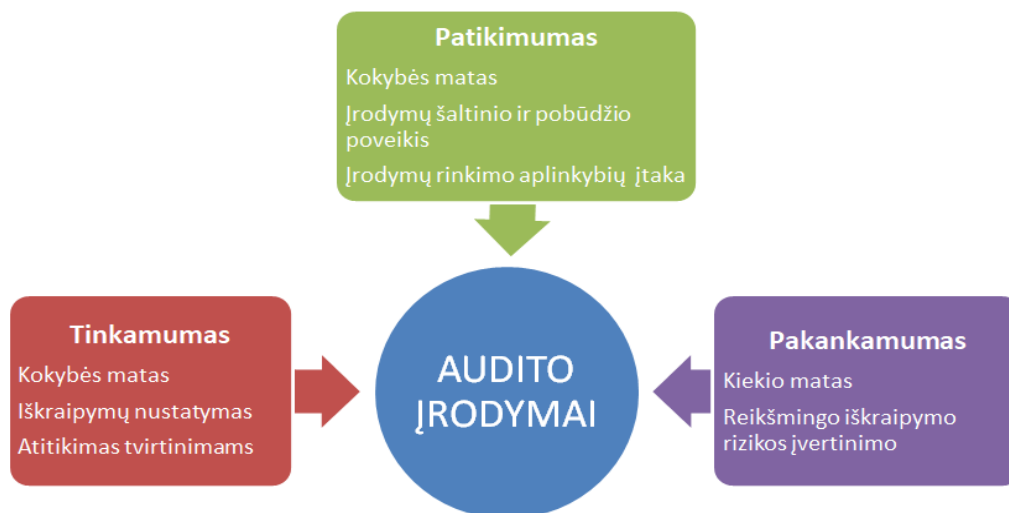 Patikimumas
Kokybės matas
Įrodymų šaltinio ir pobūdžio
poveikis
Įrodymų rinkimo aplinkybių įtaka
Tinkamumas
Kokybės matas
Iškraipymų nustatymas
Atitikimas tvirtinimams
AUDITO
ĮRODYMAI
Pakankamumas
Kiekio matas
Reikšmingo iškraipymo
rizikos įvertinimo